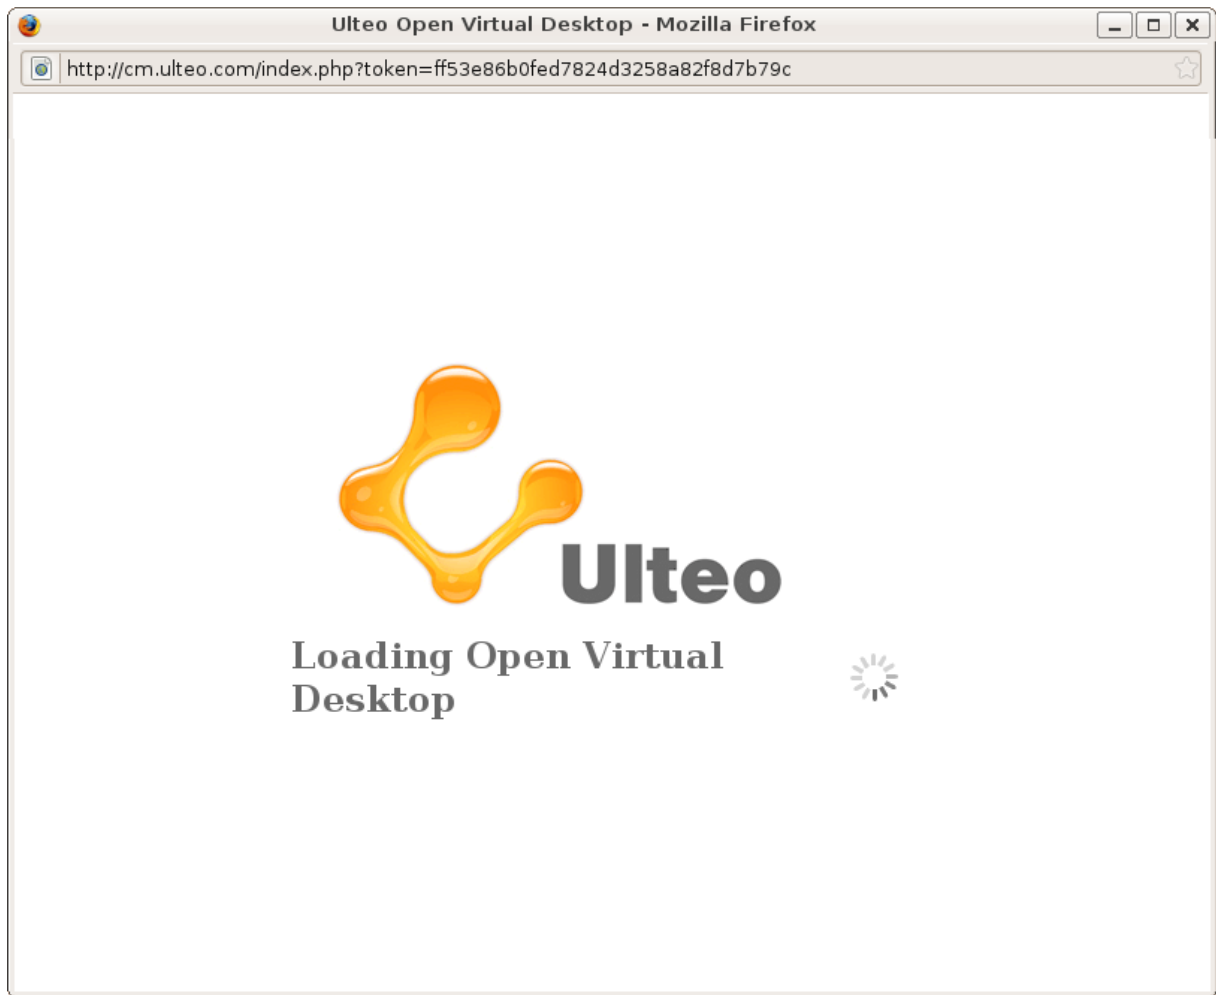 Ulteo Open Virtual Desktop - Mozilla Firefox
http://cm.ulteo.com/index.php?token=ff53e86b0fed7824d3258a82f8d7b79c
Ulteo
Loading Open Virtual
Desktop